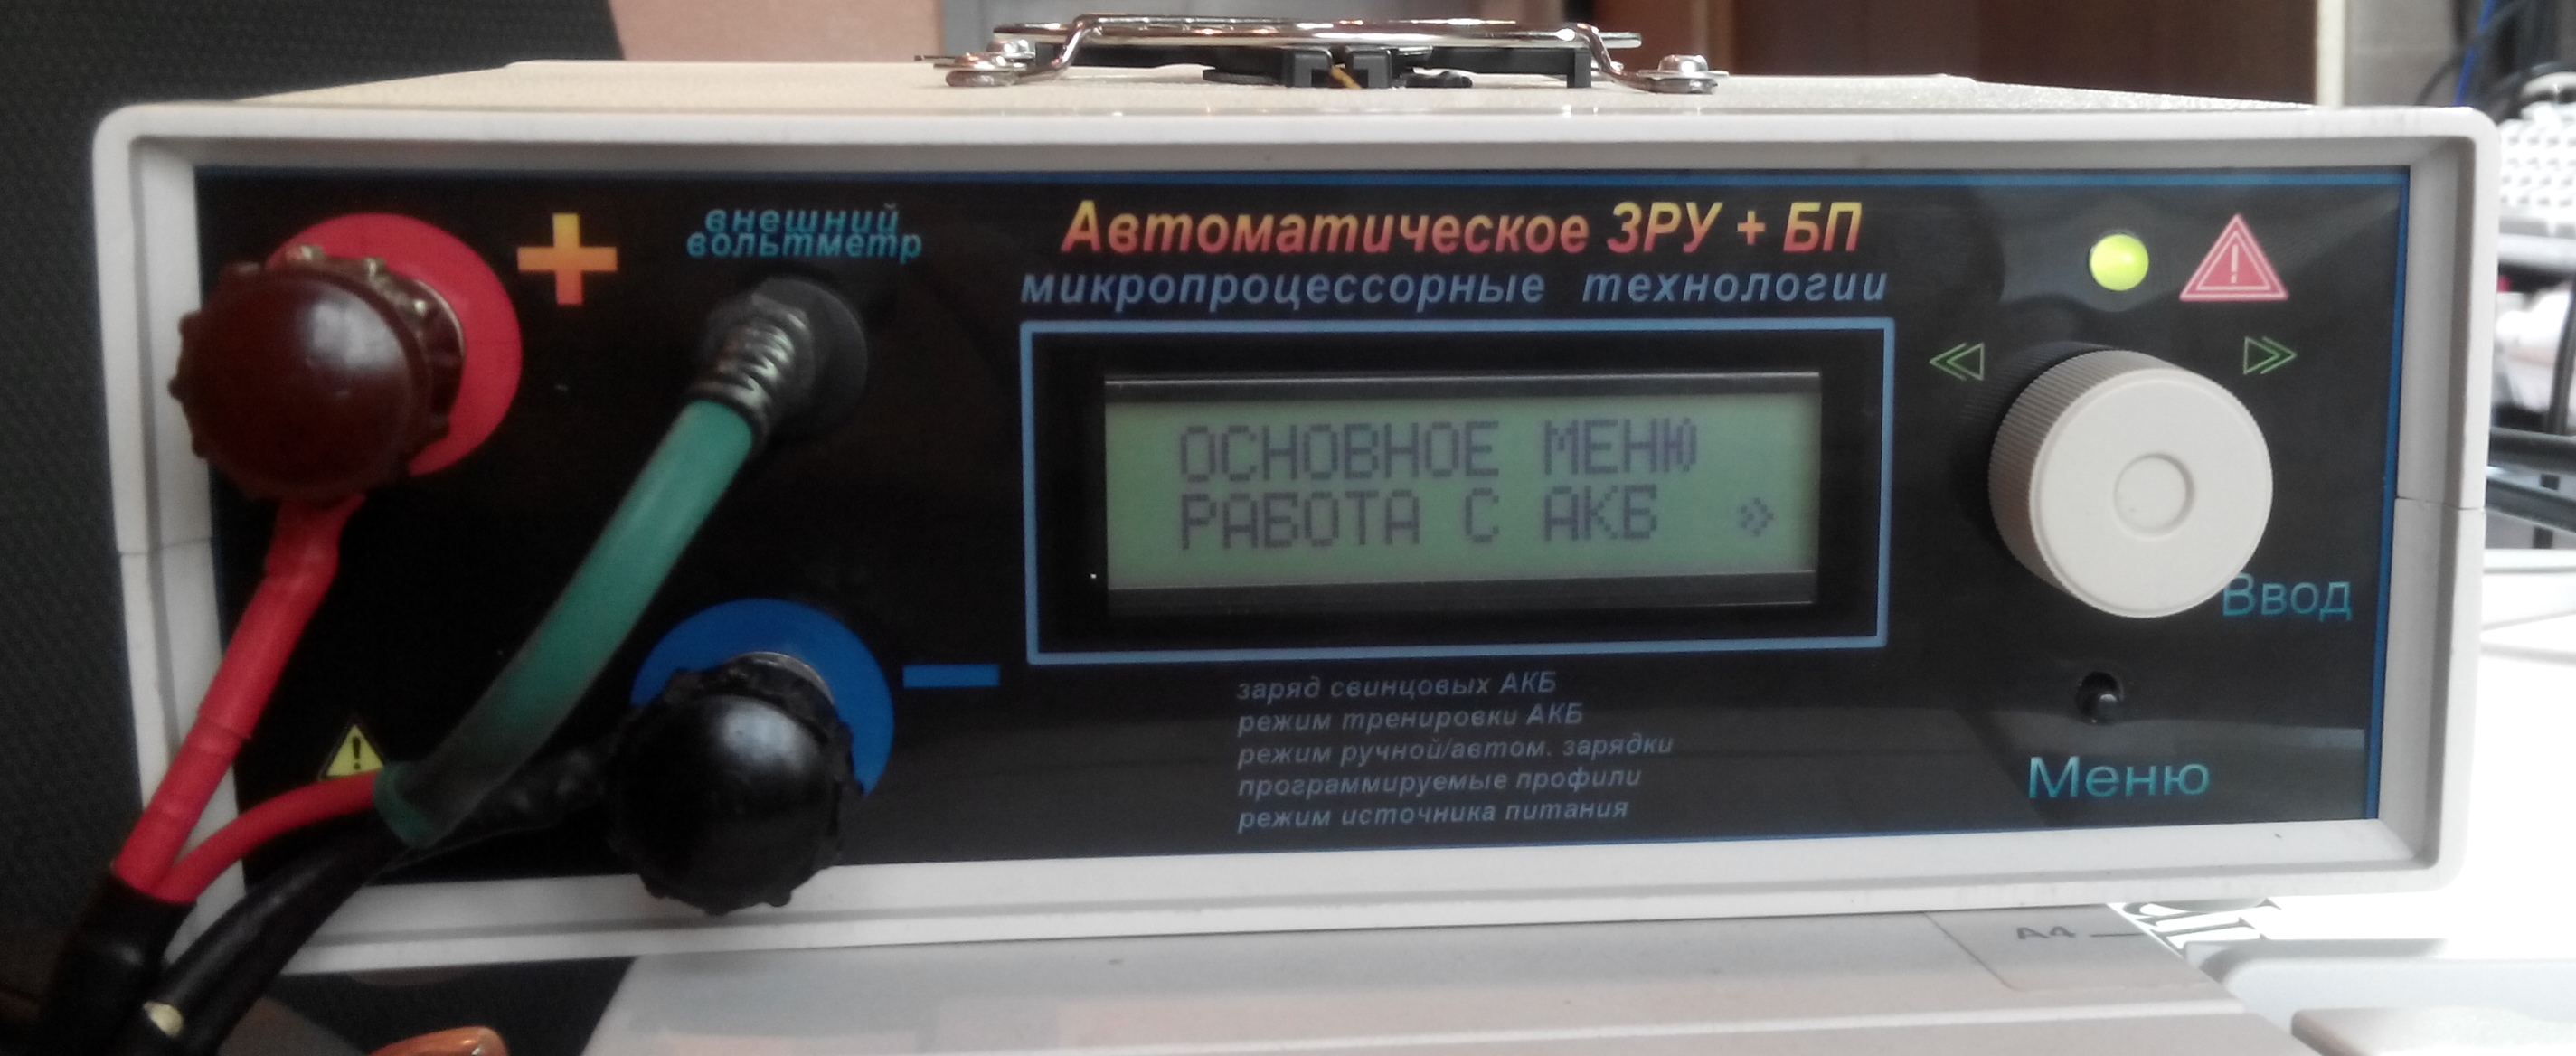 внешний
вольтметр
Автоматическое ЗРУ + БП
микропроцессорные технологии
ОСНОВНОЕ МЕНЮ
РАБОТА С АКБ »
Ввод
заряд свинцовых АКБ
режим тренировки АКБ
режим ручной/автом. зарядки
программируемые профили
режим источника питания
Меню
A4